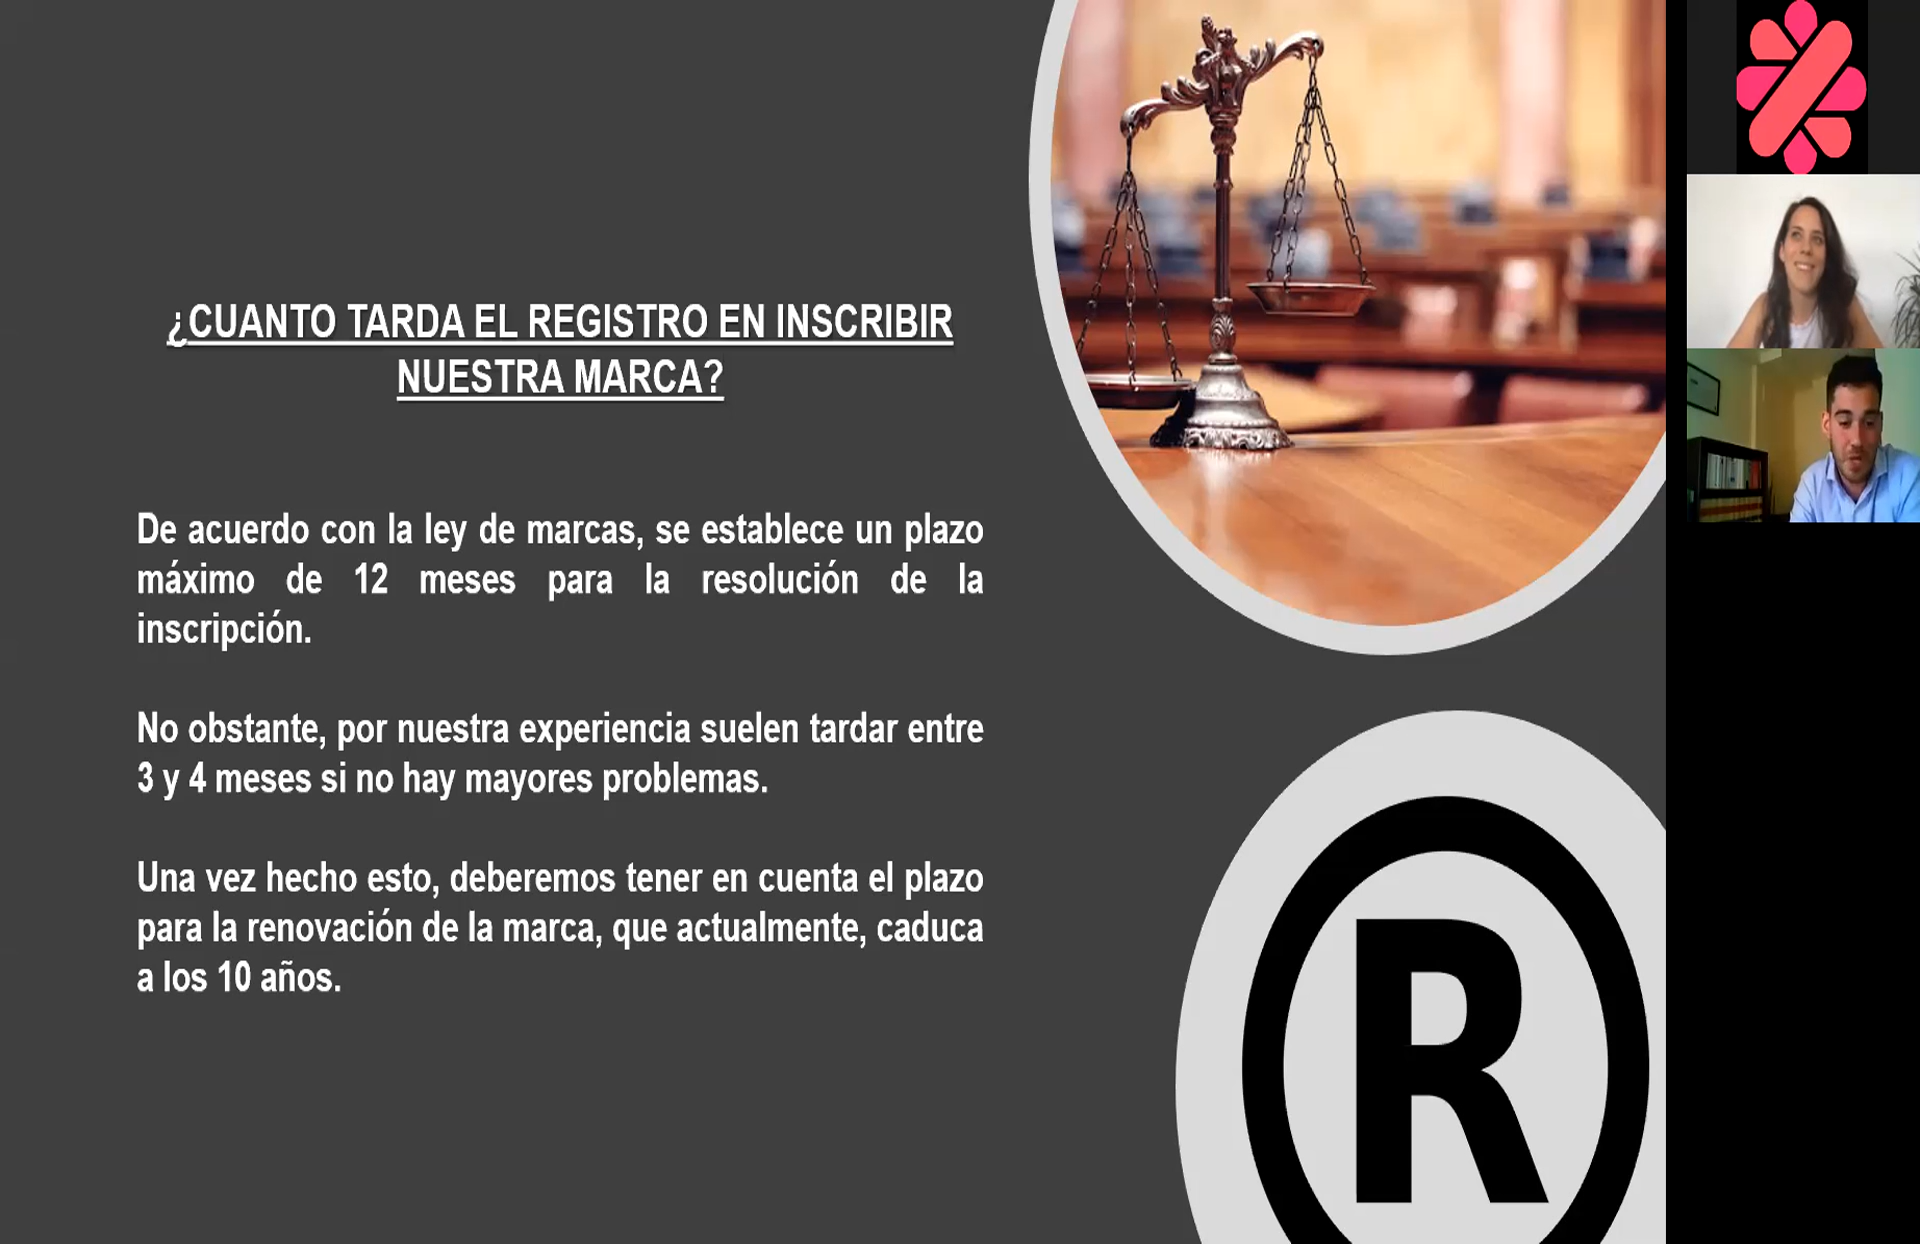 ¿CUANTO TARDA EL REGISTRO EN INSCRIBIR
NUESTRA MARCA?
De acuerdo con la ley de marcas, se establece un plazo
máximo de 12 meses para la resolución de la
inscripción.
No obstante, por nuestra experiencia suelen tardar entre
3 y 4 meses si no hay mayores problemas.
Una vez hecho esto, deberemos tener en cuenta el plazo
para la renovación de la marca, que actualmente, caduca
a los 10 años.
R